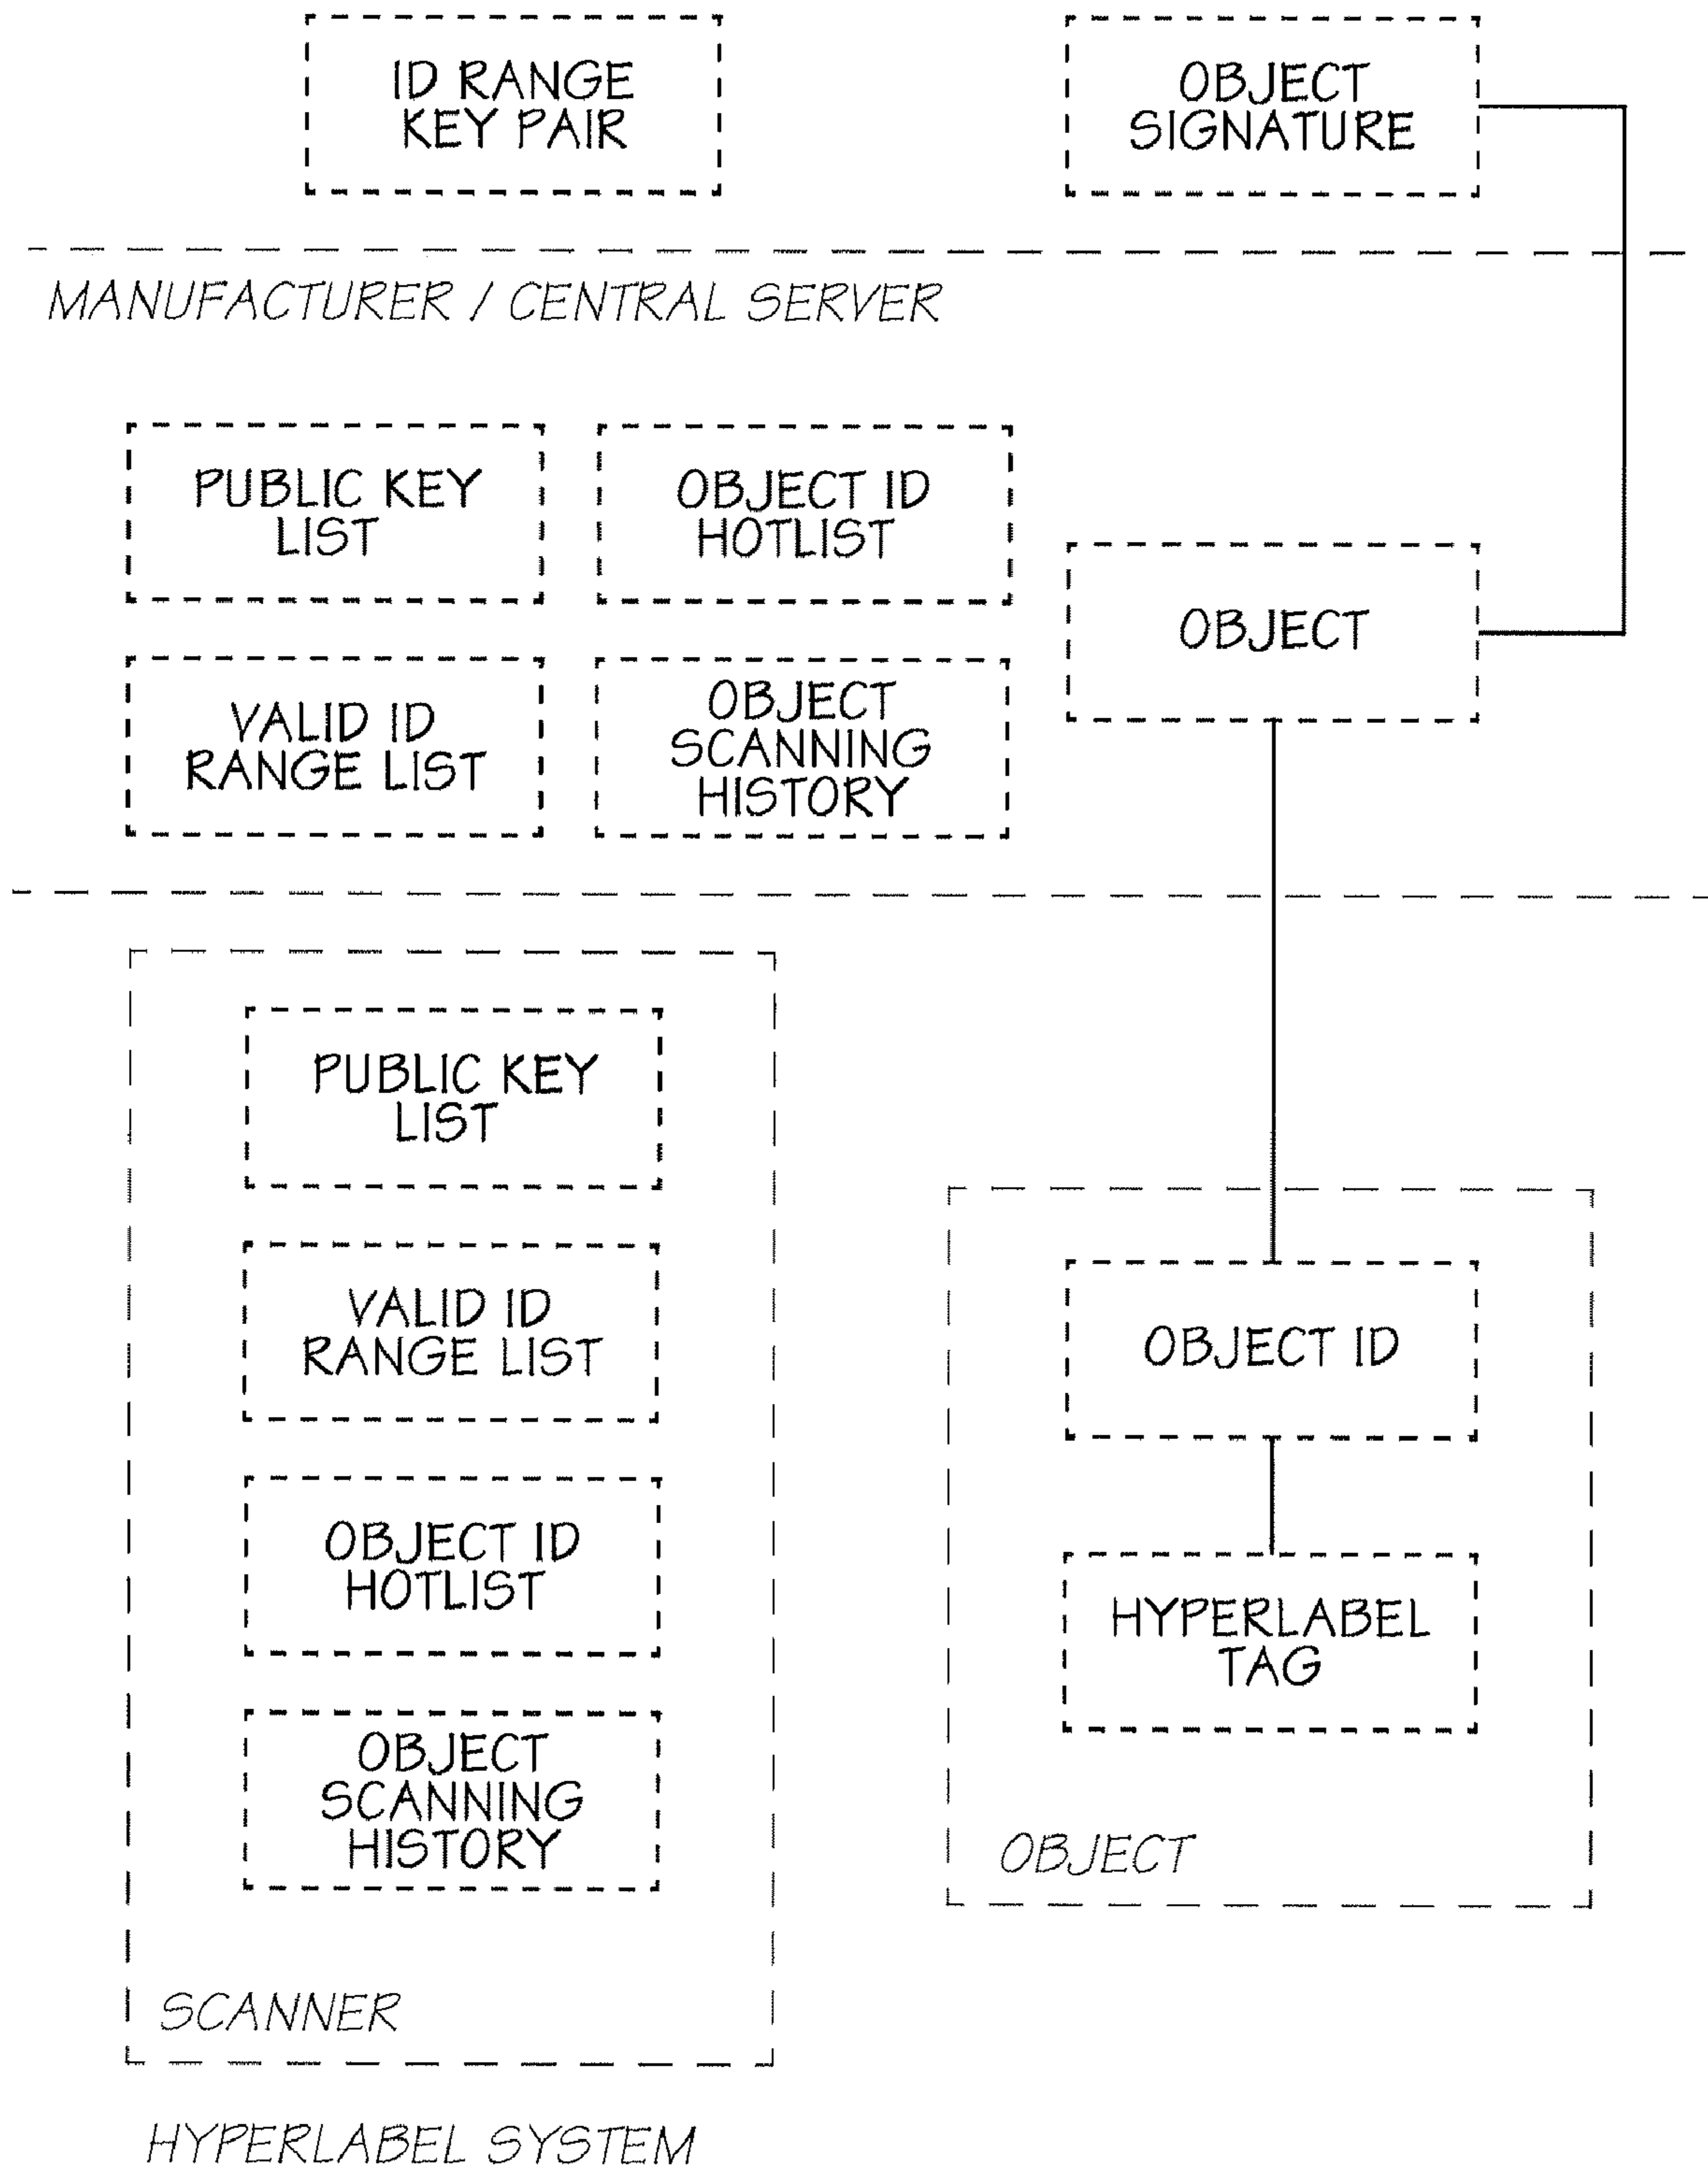 ID RANGE
KEY PAIR
OBJECT
SIGNATURE
MANUFACTURER / CENTRAL SERVER
PUBLIC KEY
LIST
OBJECT ID
HOTLIST
OBJECT
VALID ID
RANGE LIST
OBJECT
SCANNING
HISTORY
PUBLIC KEY
LIST
VALID ID
RANGE LIST
OBJECT ID
HOTLIST
OBJECT
SCANNING
HISTORY
SCANNER
OBJECT ID
HYPERLABEL
TAG
OBJECT
HYPERLABEL SYSTEM